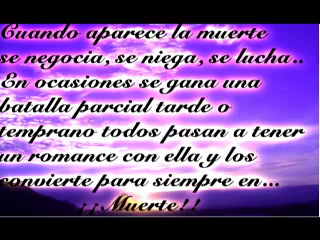 Cuando aparece la muerte
se negocia, se niega, se lucha..
En ocasiones se gana una
batalla parcial tarde o
temprano todos pasan a tener
un romance con ella y los
convierte para siempre en...
¡¡Muerte!!